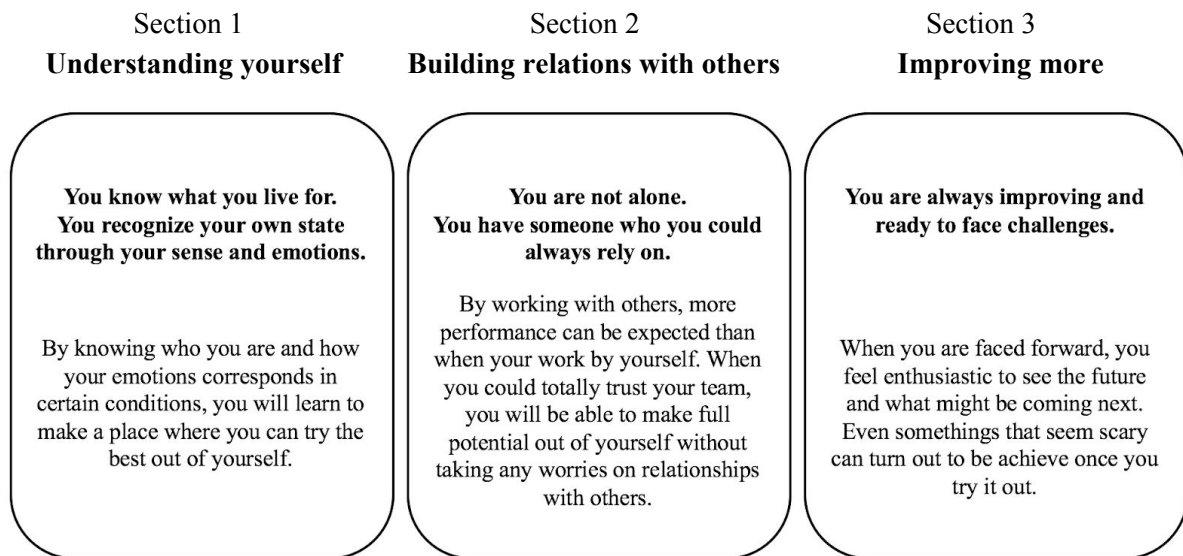 Section 1
Understanding yourself
You know what you live for.
You recognize your own state
through your sense and emotions.
By knowing who you are and how
your emotions corresponds in
certain conditions, you will learn to
make a place where you can try the
best out of yourself.
Section 2
Building relations with others
You are not alone.
You have someone who you could
always rely on.
By working with others, more
performance can be expected than
when your work by yourself. When
you could totally trust your team,
you will be able to make full
potential out of yourself without
taking any worries on relationships
with others.
Section 3
Improving more
You are always improving and
ready to face challenges.
When you are faced forward, you
feel enthusiastic to see the future
and what might be coming next.
Even somethings that seem scary
can turn out to be achieve once you
try it out.